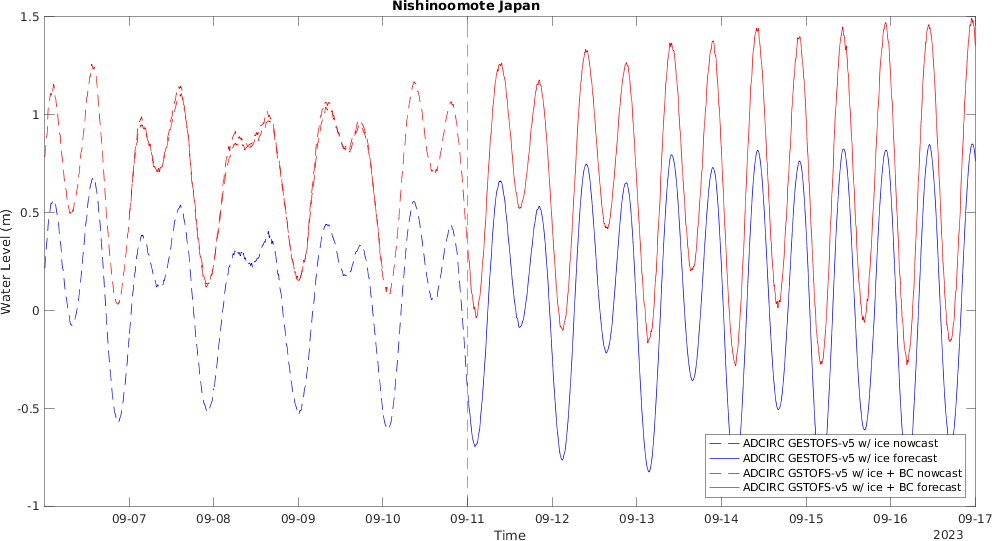 Nishinoomote Japan
1.5
1
0.5
0
-0.5
-1
Water Level (m)
ADCIRC GESTOFS-v5 w/ ice nowcast
ADCIRC GESTOFS-v5 w/ ice forecast
ADCIRC GSTOFS-v5 w/ ice + BC nowcast
ADCIRC GSTOFS-v5 w/ ice + BC forecast
09-07 09-08 09-09 09-10 09-11 09-12 09-13 09-14 09-15 09-16 09-17
Time
2023